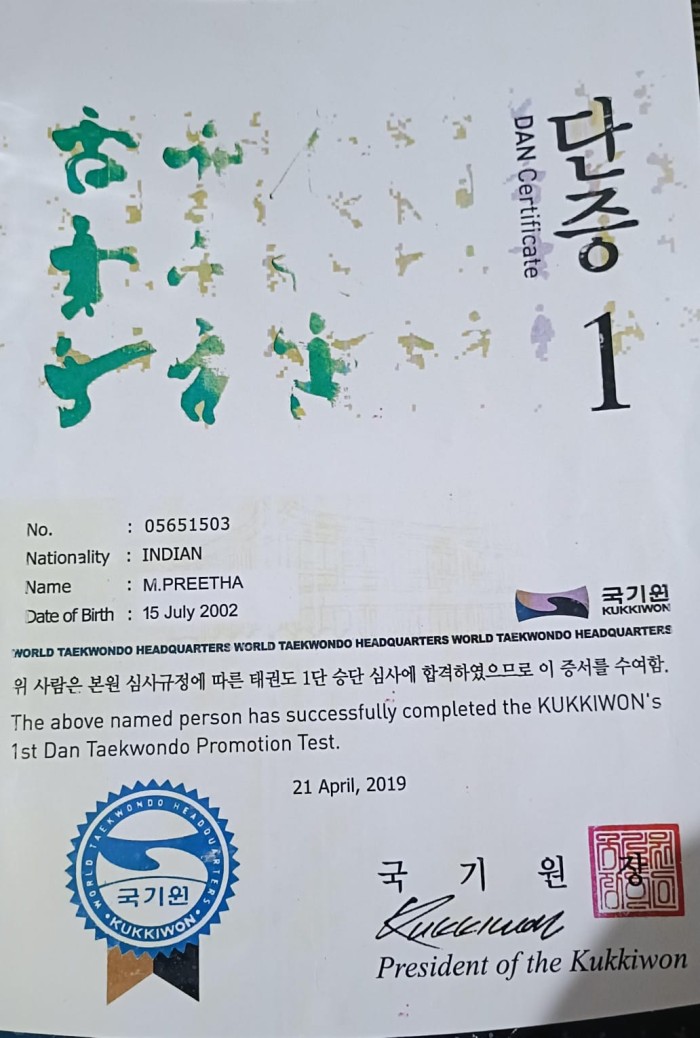 단증
DAN Certificate
1
No. : 05651503
Nationality : INDIAN
Name : M.PREETHA
Date of Birth : 15 July 2002
국기원
KUKKIWON
WORLD TAEKWONDO HEADQUARTERS WORLD TAEKWONDO HEADQUARTERS WORLD TAEKWONDO HEADQUARTERS
위 사람은 본원 심사규정에 따른 태권도 1단 승단 심사에 합격하였으므로 이 증서를 수여함.
The above named person has successfully completed the KUKKIWON's
1st Dan Taekwondo Promotion Test.
21 April, 2019
WORLD TAEKWONDO HEADQUARTERS
국기원
KUKKIWON
국 기 원 장
Kukkiwon
President of the Kukkiwon